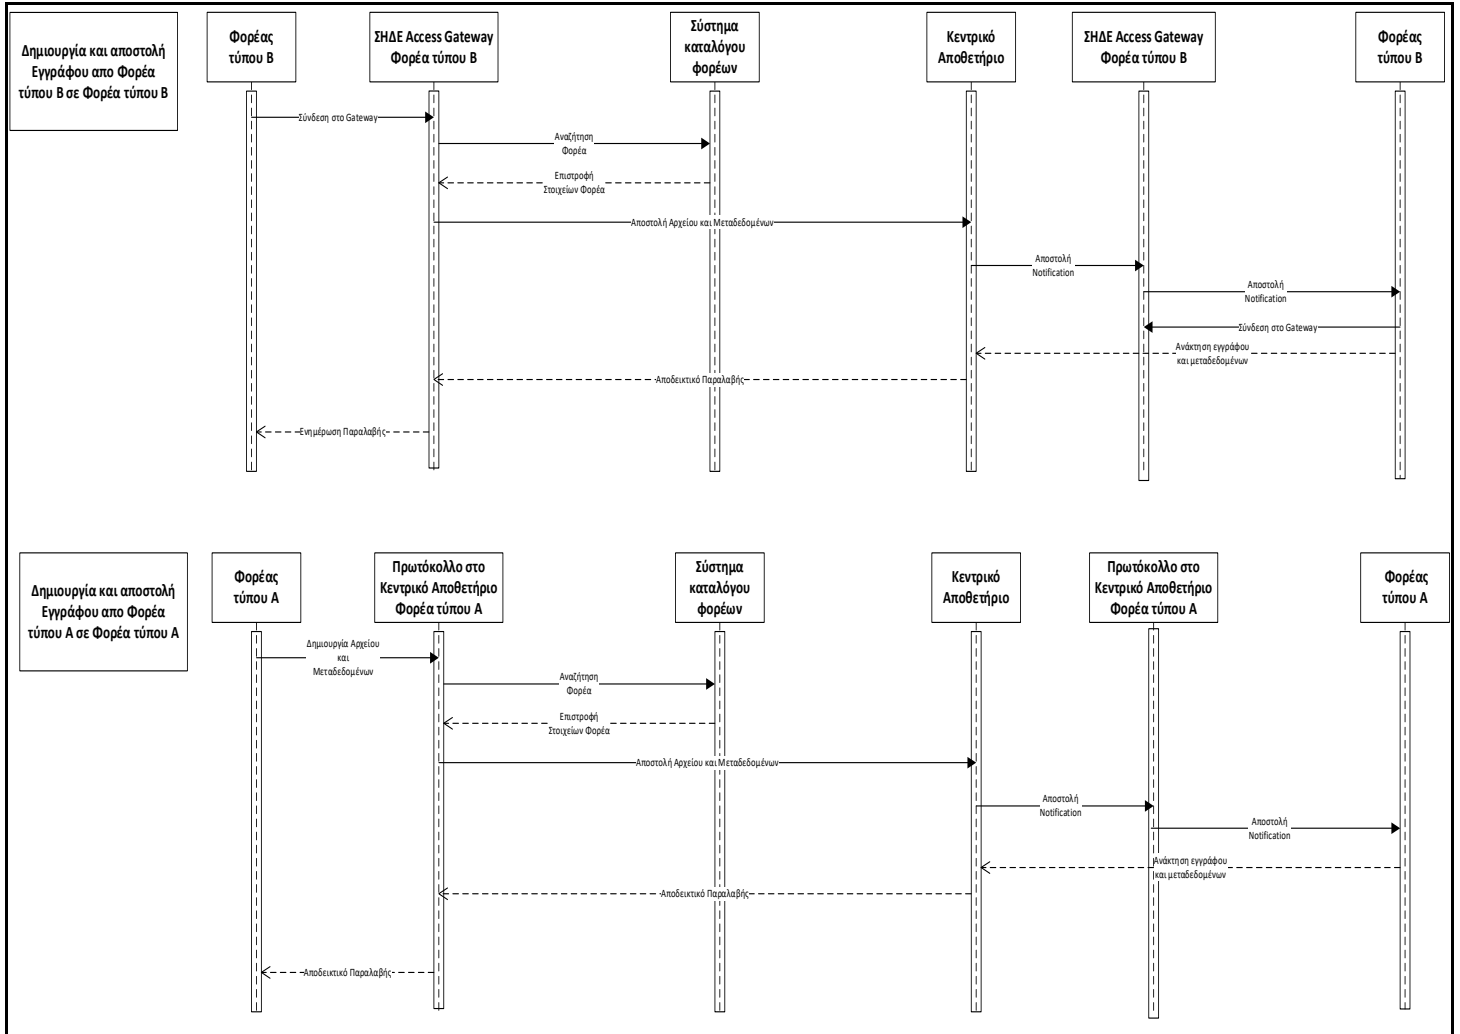 Δημιουργία και αποστολή
Εγγράφου απο Φορέα
τύπου Β σε Φορέα τύπου Β
Φορέας
τύπου Β
ΣΗΔΕ Access Gateway
Φορέα τύπου Β
Σύστημα
καταλόγου
φορέων
Κεντρικό
Αποθετήριο
ΣΗΔΕ Access Gateway
Φορέα τύπου Β
Φορέας
τύπου Β
Σύνδεση στο Gateway
Αναζήτηση
Φορέα
Επιστροφή
Στοιχείων Φορέα
Αποστολή Αρχείου και Μεταδεδομένων
Αποστολή
Notification
Αποστολή
Notification
Σύνδεση στο Gateway
Ανάκτηση εγγράφου
και μεταδεδομένων
Αποδεικτικό Παραλαβής
Ενημέρωση Παραλαβής
Δημιουργία και αποστολή
Εγγράφου απο Φορέα
τύπου Α σε Φορέα τύπου Α
Φορέας
τύπου Α
Πρωτόκολλο στο
Κεντρικό Αποθετήριο
Φορέα τύπου Α
Σύστημα
καταλόγου
φορέων
Κεντρικό
Αποθετήριο
Πρωτόκολλο στο
Κεντρικό Αποθετήριο
Φορέα τύπου Α
Φορέας
τύπου Α
Δημιουργία Αρχείου
και
Μεταδεδομένων
Αναζήτηση
Φορέα
Επιστροφή
Στοιχείων Φορέα
Αποστολή Αρχείου και Μεταδεδομένων
Αποστολή
Notification
Αποστολή
Notification
Ανάκτηση εγγράφου
και μεταδεδομένων
Αποδεικτικό Παραλαβής
Αποδεικτικό Παραλαβής